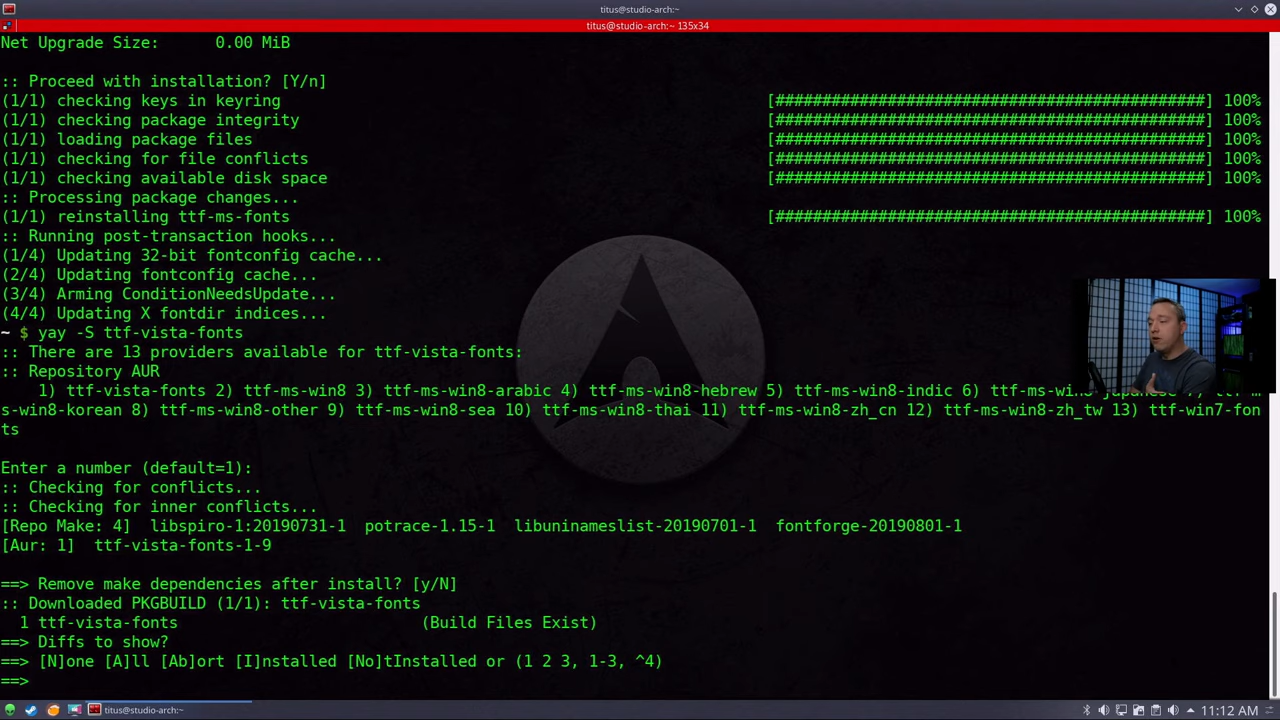 titus@studio-arch:~
titus@studio-arch:~ 135x34
Net Upgrade Size:      0.00 MiB
:: Proceed with installation? [Y/n]
(1/1) checking keys in keyring [##############################################] 100%
(1/1) checking package integrity [##############################################] 100%
(1/1) loading package files [##############################################] 100%
(1/1) checking for file conflicts [##############################################] 100%
(1/1) checking available disk space [##############################################] 100%
:: Processing package changes...
(1/1) reinstalling ttf-ms-fonts [##############################################] 100%
:: Running post-transaction hooks...
(1/4) Updating 32-bit fontconfig cache...
(2/4) Updating fontconfig cache...
(3/4) Arming ConditionNeedsUpdate...
(4/4) Updating X fontdir indices...
~ $ yay -S ttf-vista-fonts
:: There are 13 providers available for ttf-vista-fonts:
:: Repository AUR
1) ttf-vista-fonts 2) ttf-ms-win8 3) ttf-ms-win8-arabic 4) ttf-ms-win8-hebrew 5) ttf-ms-win8-indic 6)
s-win8-korean 8) ttf-ms-win8-other 9) ttf-ms-win8-sea 10) ttf-ms-win8-thai 11) ttf-ms-win8-zh_cn 12) ttf-ms-win8-zh_tw 13) ttf-win7-fon
ts
Enter a number (default=1):
:: Checking for conflicts...
:: Checking for inner conflicts...
[Repo Make: 4]  libspiro-1:20190731-1  potrace-1.15-1  libuninameslist-20190701-1  fontforge-20190801-1
[Aur: 1]  ttf-vista-fonts-1-9
==> Remove make dependencies after install? [y/N]
:: Downloaded PKGBUILD (1/1): ttf-vista-fonts
1 ttf-vista-fonts (Build Files Exist)
==> Diffs to show?
==> [N]one [A]ll [Ab]ort [I]nstalled [No]tInstalled or (1 2 3, 1-3, ^4)
==>
titus@studio-arch:~
11:12 AM